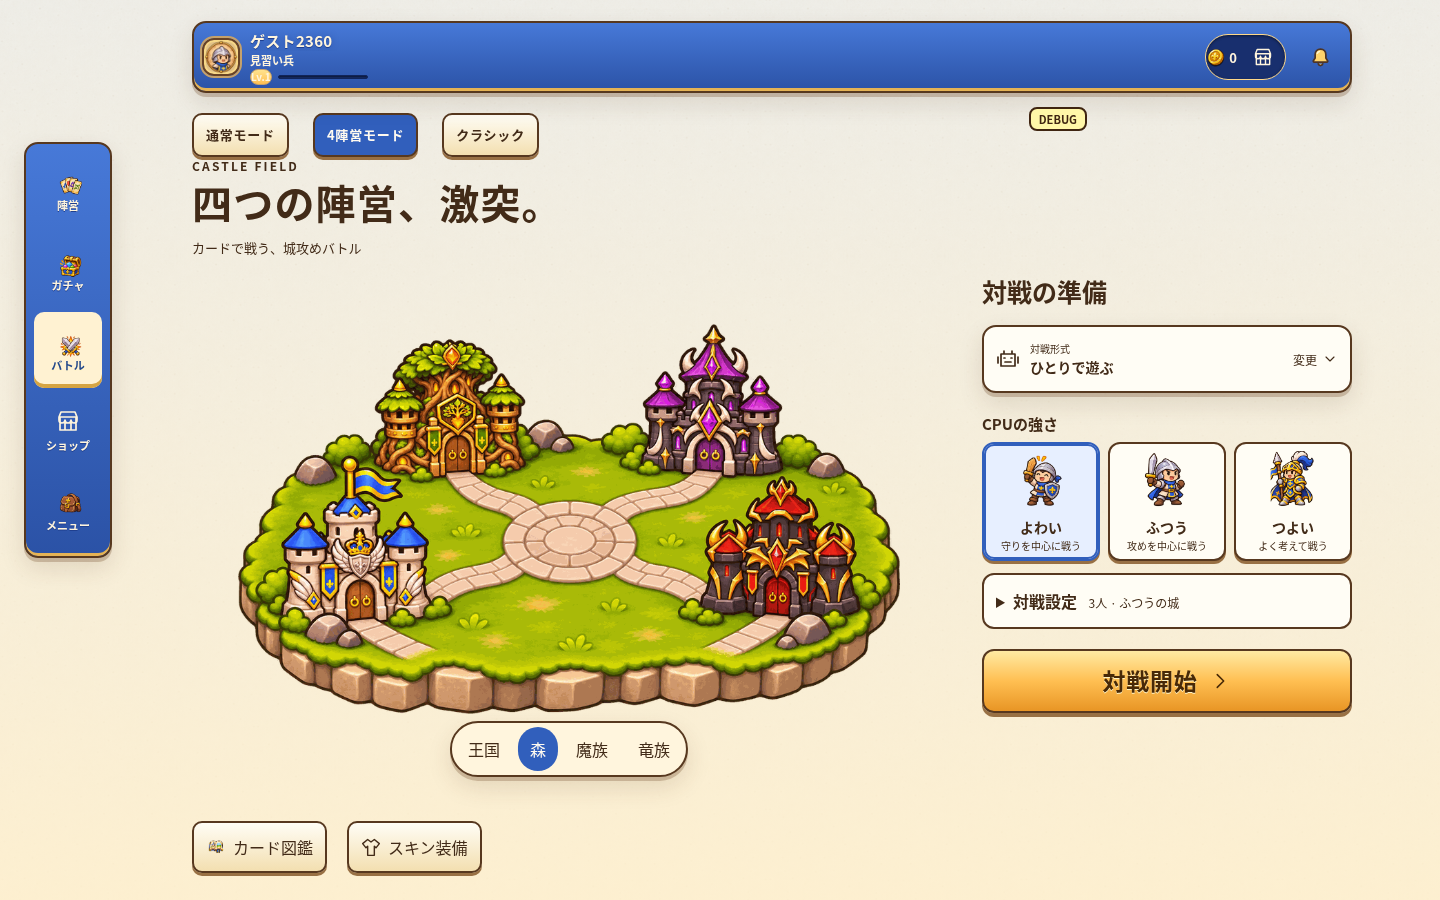 ゲスト2360
見習い兵
Lv.1
0
通常モード
4陣営モード
クラシック
DEBUG
CASTLE FIELD
四つの陣営、激突。
カードで戦う、城攻めバトル
陣営
ガチャ
バトル
ショップ
メニュー
対戦の準備
対戦形式
ひとりで遊ぶ
変更
CPUの強さ
よわい
守りを中心に戦う
ふつう
攻めを中心に戦う
つよい
よく考えて戦う
対戦設定 3人 · ふつうの城
対戦開始
王国
森
魔族
竜族
カード図鑑
スキン装備